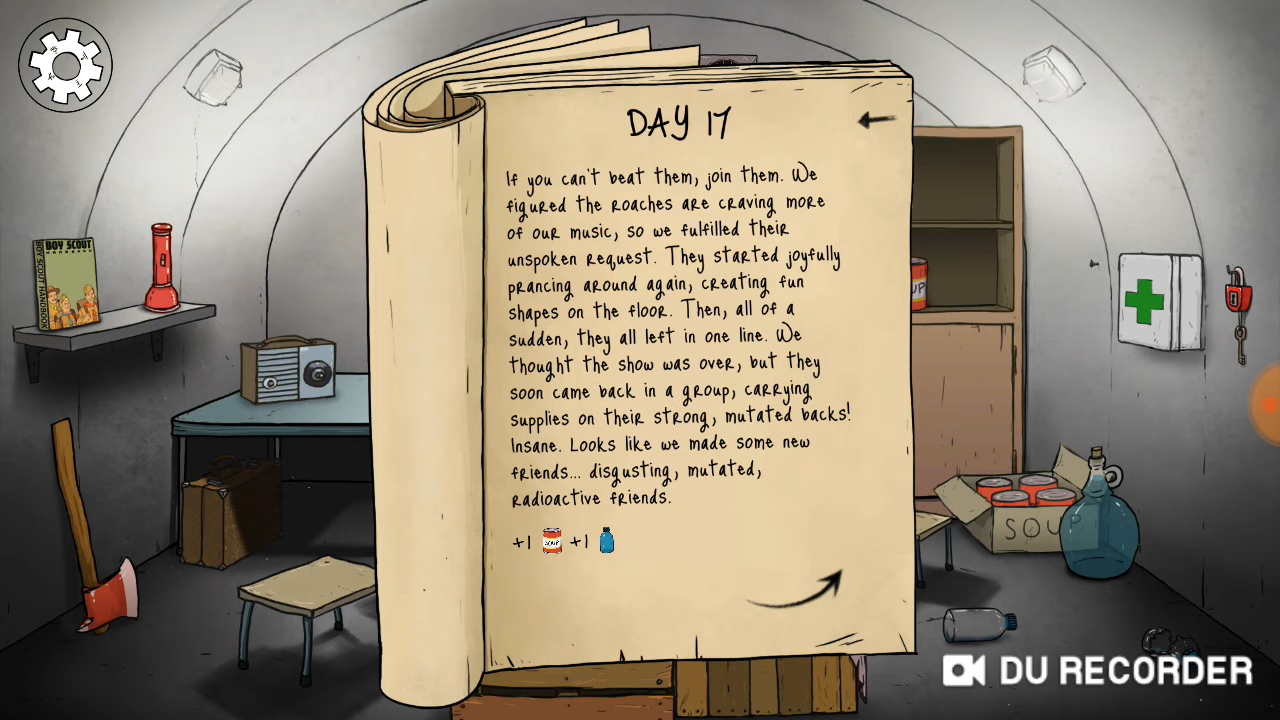 DAY 17
If you can't beat them, join them. We
figured the roaches are craving more
of our music, so we fulfilled their
unspoken request. They started joyfully
prancing around again, creating fun
shapes on the floor. Then, all of a
sudden, they all left in one line. We
thought the show was over, but they
soon came back in a group, carrying
supplies on their strong, mutated backs!
Insane. Looks like we made some new
friends... disgusting, mutated,
radioactive friends.
+1 SOUP +1
BOY SCOUT
BOY SCOUT HANDBOOK
UP
SOUP
DU RECORDER